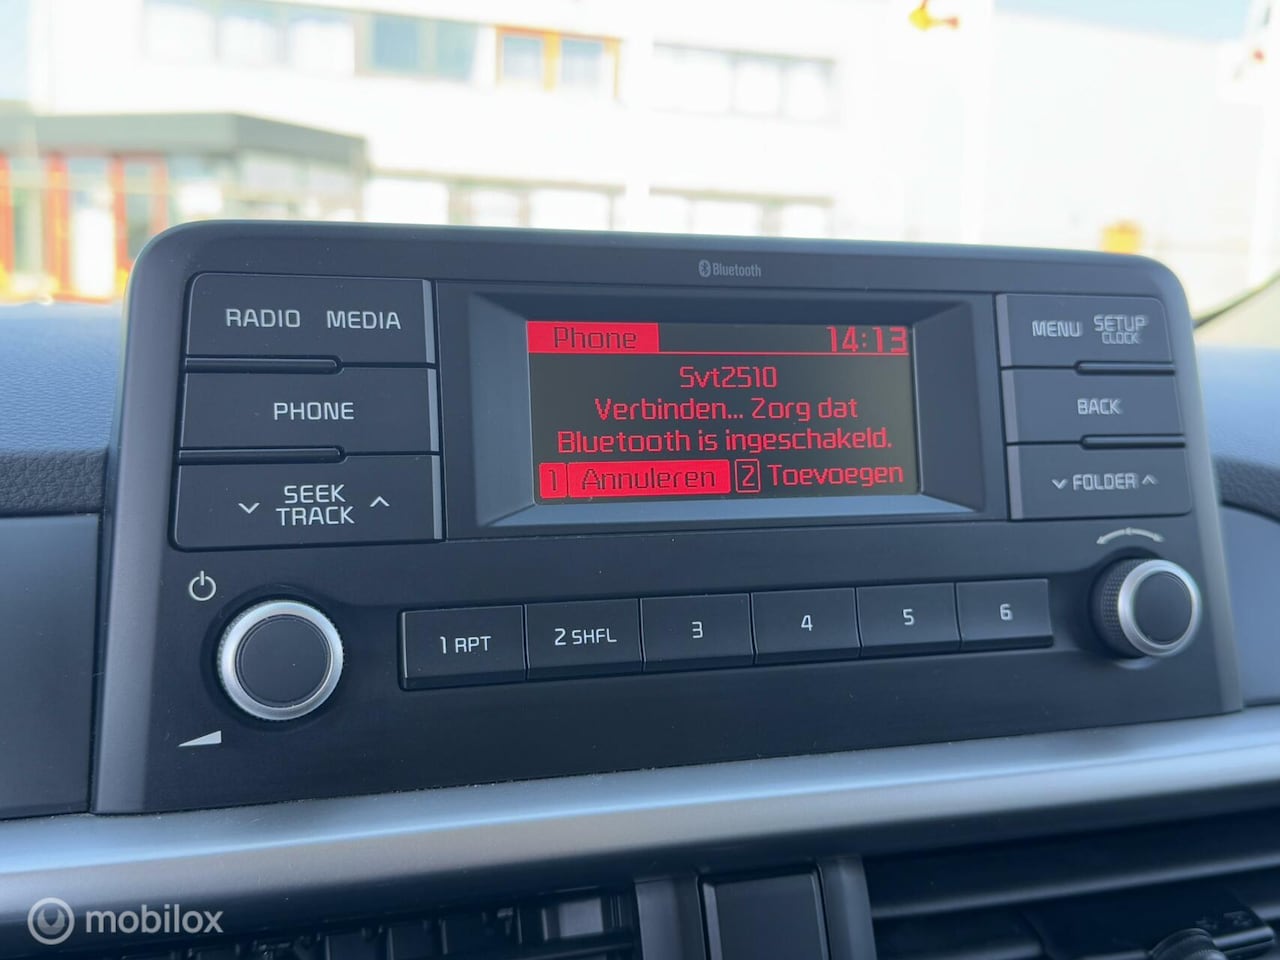 Bluetooth
RADIO MEDIA
PHONE
SEEK
TRACK
Phone 14:13
Svt2510
Verbinden... Zorg dat
Bluetooth is ingeschakeld.
1 Annuleren 2 Toevoegen
MENU SETUP
CLOCK
BACK
FOLDER
1 RPT 2 SHFL 3 4 5 6
mobilox